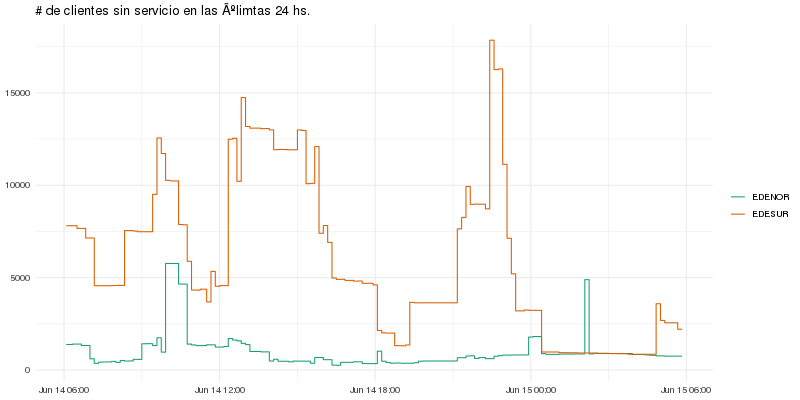 # de clientes sin servicio en las Ãºlimtas 24 hs.
15000
10000
5000
0
Jun 14 06:00
Jun 14 12:00
Jun 14 18:00
Jun 15 00:00
Jun 15 06:00
EDENOR
EDESUR